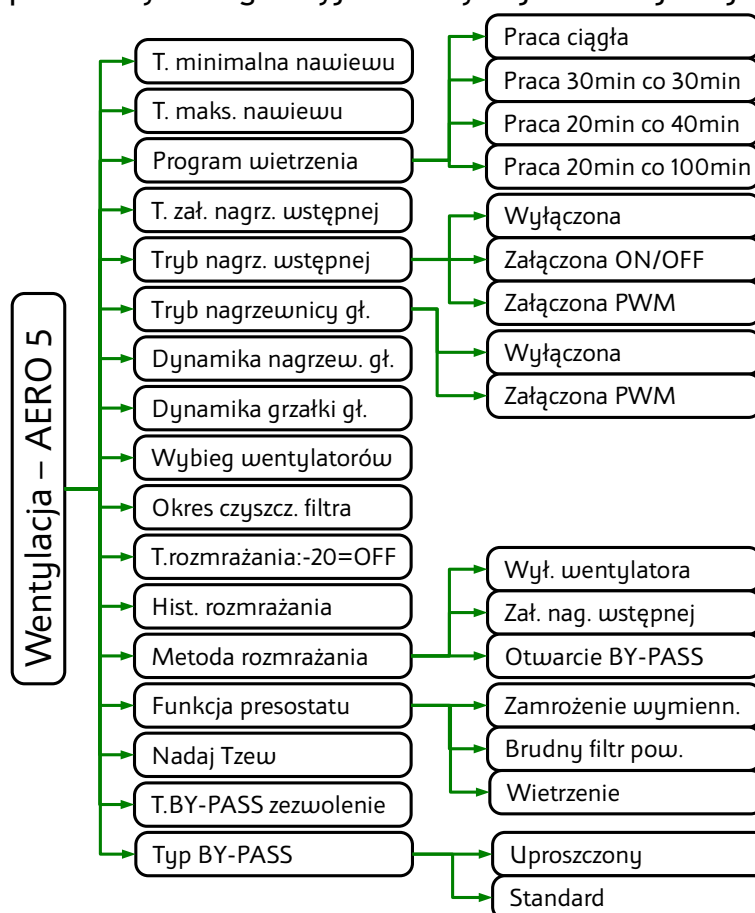 Wentylacja – AERO 5
T. minimalna nawiewu
T. maks. nawiewu
Program wietrzenia
Praca ciągła
Praca 30min co 30min
Praca 20min co 40min
Praca 20min co 100min
T. zał. nagrz. wstępnej
Tryb nagrz. wstępnej
Wyłączona
Załączona ON/OFF
Załączona PWM
Tryb nagrzewnicy gł.
Wyłączona
Załączona PWM
Dynamika nagrzew. gł.
Dynamika grzałki gł.
Wybieg wentylatorów
Okres czyszcz. filtra
T.rozmrażania:-20=OFF
Hist. rozmrażania
Metoda rozmrażania
Wył. wentylatora
Zał. nag. wstępnej
Otwarcie BY-PASS
Funkcja presostatu
Zamrożenie wymienn.
Brudny filtr pow.
Wietrzenie
Nadaj Tzew
T.BY-PASS zezwolenie
Typ BY-PASS
Uproszczony
Standard